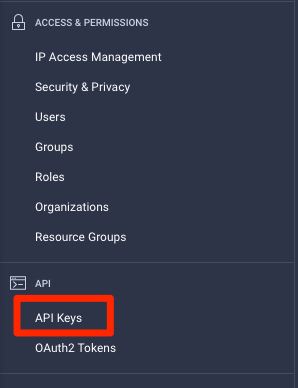 ACCESS & PERMISSIONS
IP Access Management
Security & Privacy
Users
Groups
Roles
Organizations
Resource Groups
API
API Keys
OAuth2 Tokens